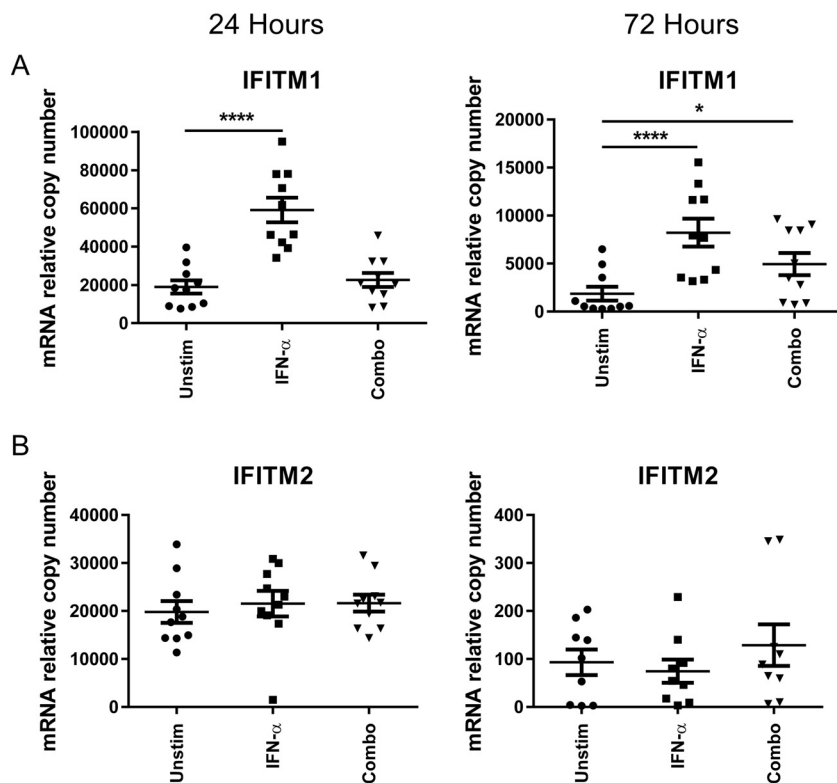 24 Hours
72 Hours
A
IFITM1
IFITM1
mRNA relative copy number
100000
80000
60000
40000
20000
0
****
Unstim
IFN-α
Combo
mRNA relative copy number
20000
15000
10000
5000
0
*
****
Unstim
IFN-α
Combo
B
IFITM2
IFITM2
mRNA relative copy number
40000
30000
20000
10000
0
Unstim
IFN-α
Combo
mRNA relative copy number
400
300
200
100
0
Unstim
IFN-α
Combo